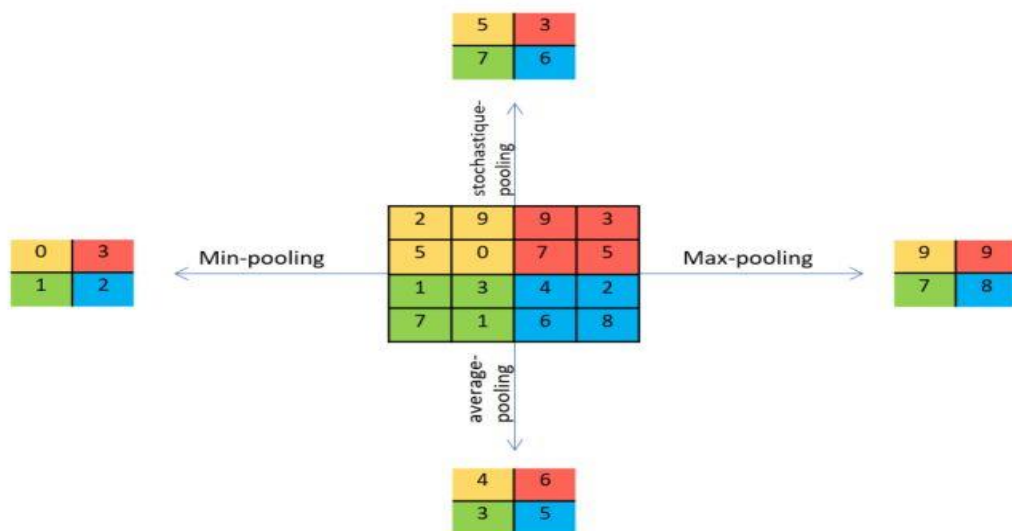 5 3
7 6
stochastique-
pooling
2 9 9 3
5 0 7 5
1 3 4 2
7 1 6 8
0 3
1 2
Min-pooling
Max-pooling
9 9
7 8
average-
pooling
4 6
3 5